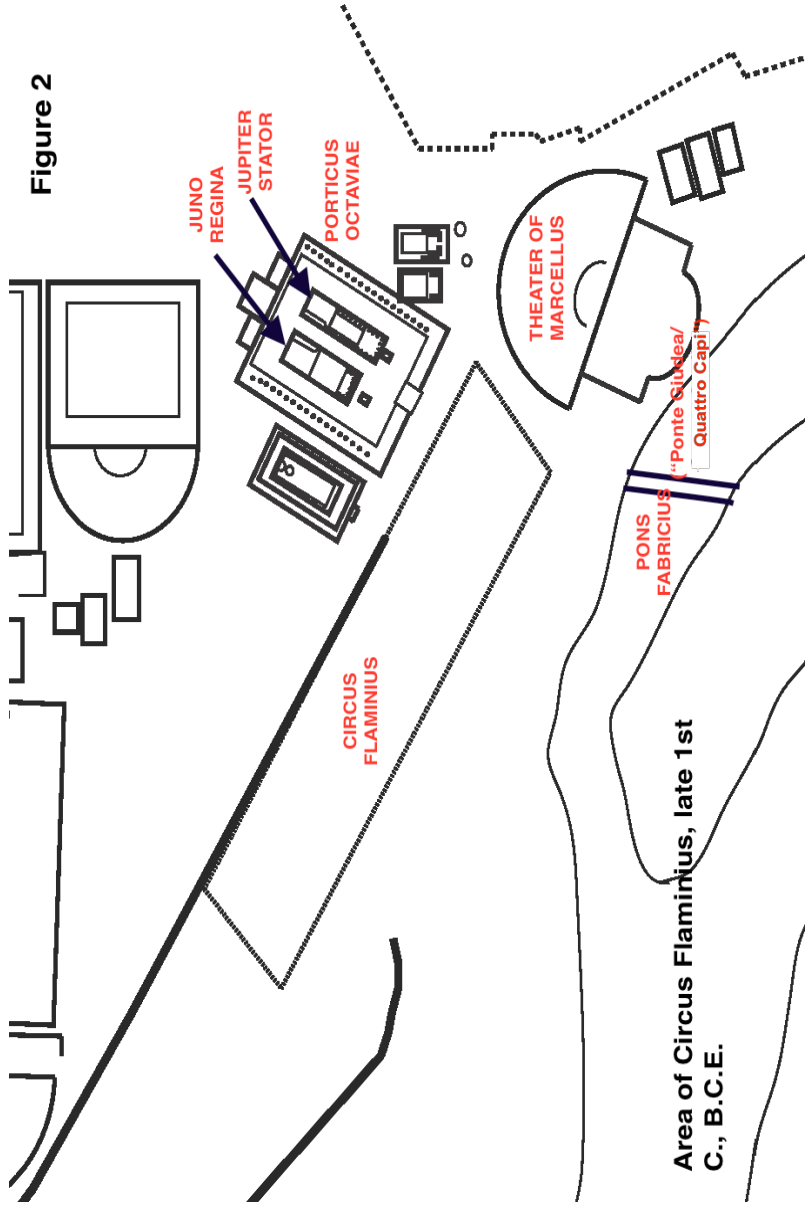 Figure 2
JUNO
REGINA
JUPITER
STATOR
PORTICUS
OCTAVIAE
CIRCUS
FLAMINIUS
THEATER OF
MARCELLUS
PONS
FABRICIUS (“Ponte Giudea/
Quattro Capi”)
Area of Circus Flaminius, late 1st
C., B.C.E.